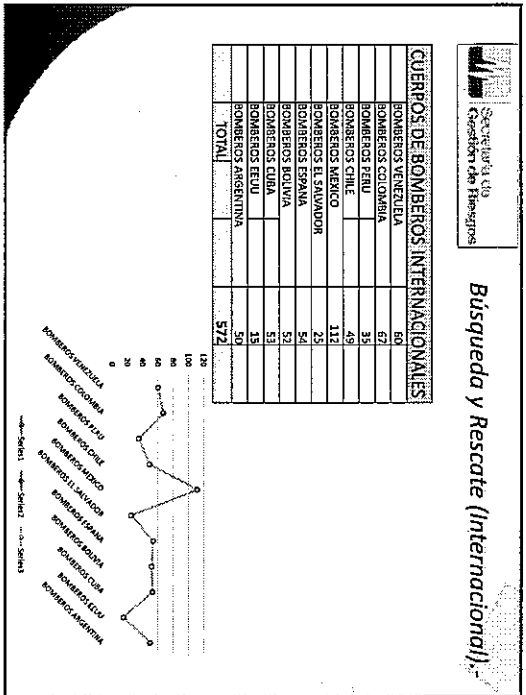 Secretaría de
Gestión de Riesgos
Búsqueda y Rescate (Internacional).-
CUERPOS DE BOMBEROS INTERNACIONALES
BOMBEROS VENEZUELA 60
BOMBEROS COLOMBIA 67
BOMBEROS PERU 35
BOMBEROS CHILE 49
BOMBEROS MEXICO 112
BOMBEROS EL SALVADOR 25
BOMBEROS ESPAÑA 54
BOMBEROS BOLIVIA 52
BOMBEROS CUBA 53
BOMBEROS EEUU 15
BOMBEROS ARGENTINA 50
TOTAL 572
120
100
80
60
40
20
0
BOMBEROS VENEZUELA
BOMBEROS COLOMBIA
BOMBEROS PERU
BOMBEROS CHILE
BOMBEROS MEXICO
BOMBEROS EL SALVADOR
BOMBEROS ESPAÑA
BOMBEROS BOLIVIA
BOMBEROS CUBA
BOMBEROS EEUU
BOMBEROS ARGENTINA
Series1 Series2 Series3